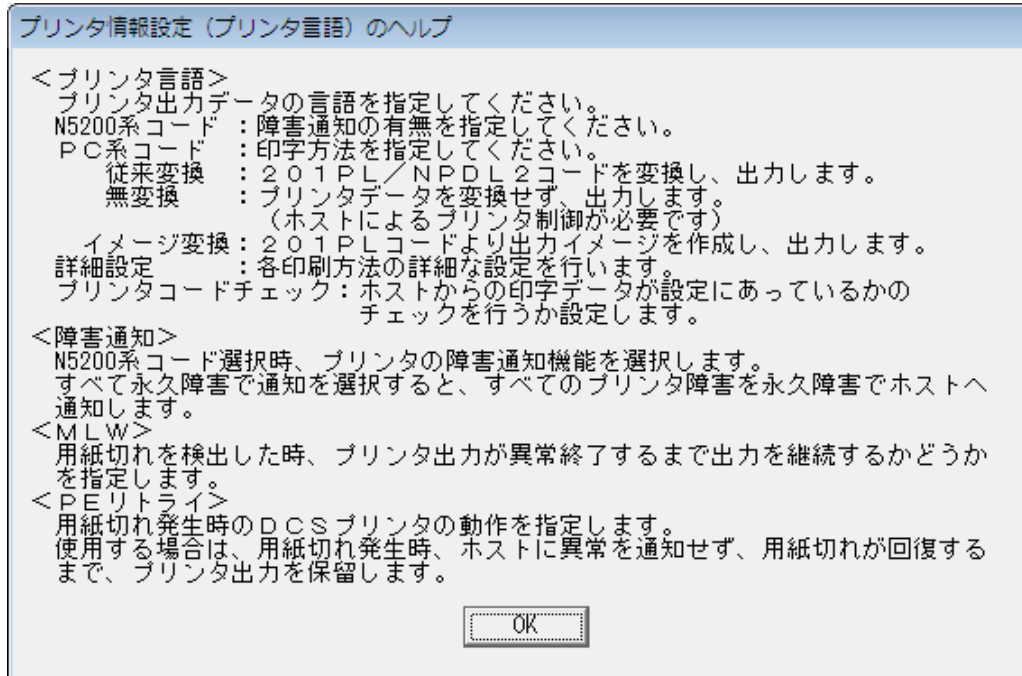 プリンタ情報設定（プリンタ言語）のヘルプ
＜プリンタ言語＞
プリンタ出力データの言語を指定してください。
N5200系コード ：障害通知の有無を指定してください。
ＰＣ系コード ：印字方法を指定してください。
従来変換 ：２０１ＰＬ／ＮＰＤＬ２コードを変換し、出力します。
無変換 ：プリンタデータを変換せず、出力します。
（ホストによるプリンタ制御が必要です）
イメージ変換：２０１ＰＬコードより出力イメージを作成し、出力します。
詳細設定 ：各印刷方法の詳細な設定を行います。
プリンタコードチェック：ホストからの印字データが設定にあっているかの
チェックを行うか設定します。
＜障害通知＞
N5200系コード選択時、プリンタの障害通知機能を選択します。
すべて永久障害で通知を選択すると、すべてのプリンタ障害を永久障害でホストへ
通知します。
＜ＭＬＷ＞
用紙切れを検出した時、プリンタ出力が異常終了するまで出力を継続するかどうか
を指定します。
＜ＰＥリトライ＞
用紙切れ発生時のＤＣＳプリンタの動作を指定します。
使用する場合は、用紙切れ発生時、ホストに異常を通知せず、用紙切れが回復する
まで、プリンタ出力を保留します。
OK